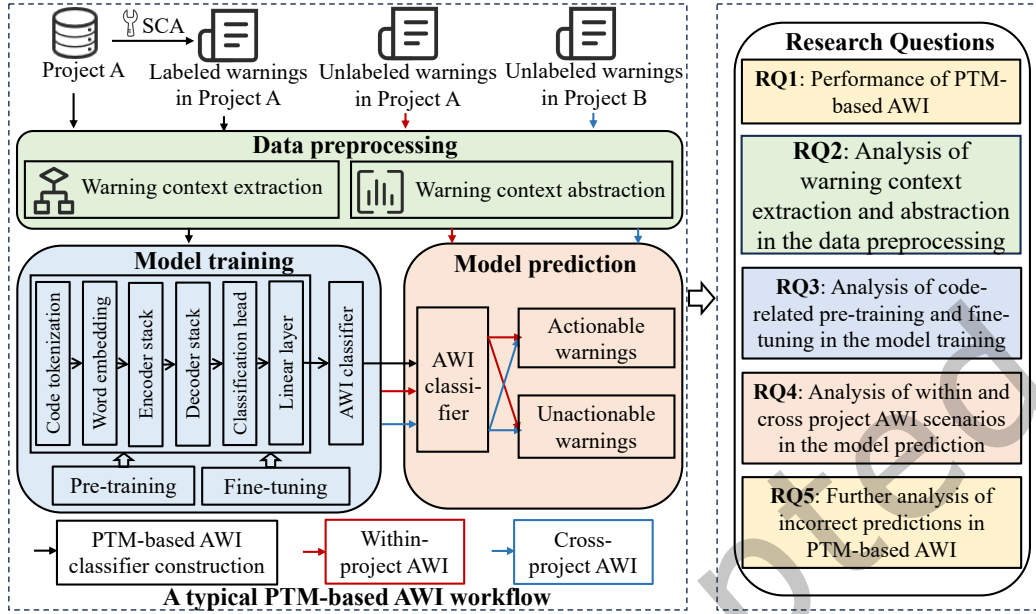 SCA
Project A
Labeled warnings
in Project A
Unlabeled warnings
in Project A
Unlabeled warnings
in Project B
Data preprocessing
Warning context extraction
Warning context abstraction
Model training
Code tokenization
Word embedding
Encoder stack
Decoder stack
Classification head
Linear layer
AWI classifier
Pre-training
Fine-tuning
Model prediction
AWI
classi-
fier
Actionable
warnings
Unactionable
warnings
PTM-based AWI
classifier construction
Within-
project AWI
Cross-
project AWI
A typical PTM-based AWI workflow
Research Questions
RQ1: Performance of PTM-
based AWI
RQ2: Analysis of
warning context
extraction and abstraction
in the data preprocessing
RQ3: Analysis of code-
related pre-training and fine-
tuning in the model training
RQ4: Analysis of within and
cross project AWI scenarios
in the model prediction
RQ5: Further analysis of
incorrect predictions in
PTM-based AWI
pted